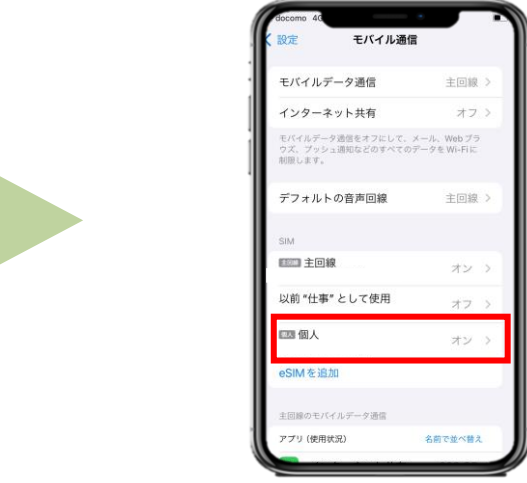 docomo 4G
設定 モバイル通信
モバイルデータ通信 主回線
インターネット共有 オフ
モバイルデータ通信をオフにして、メール、Webブラ
ウズ、プッシュ通知などのすべてのデータをWi-Fiに
制限します。
デフォルトの音声回線 主回線
SIM
主回線 主回線
オン
以前 “仕事” として使用 オフ
個人 個人
オン
eSIMを追加
主回線のモバイルデータ通信
アプリ (使用状況) 名前で並べ替え